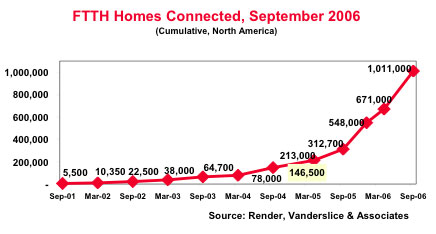 FTTH Homes Connected, September 2006
(Cumulative, North America)
1,000,000
800,000
600,000
400,000
200,000
-
5,500 10,350 22,500 38,000 64,700 78,000 146,500 213,000 312,700 548,000 671,000 1,011,000
Sep-01 Mar-02 Sep-02 Mar-03 Sep-03 Mar-04 Sep-04 Mar-05 Sep-05 Mar-06 Sep-06
Source: Render, Vanderslice & Associates